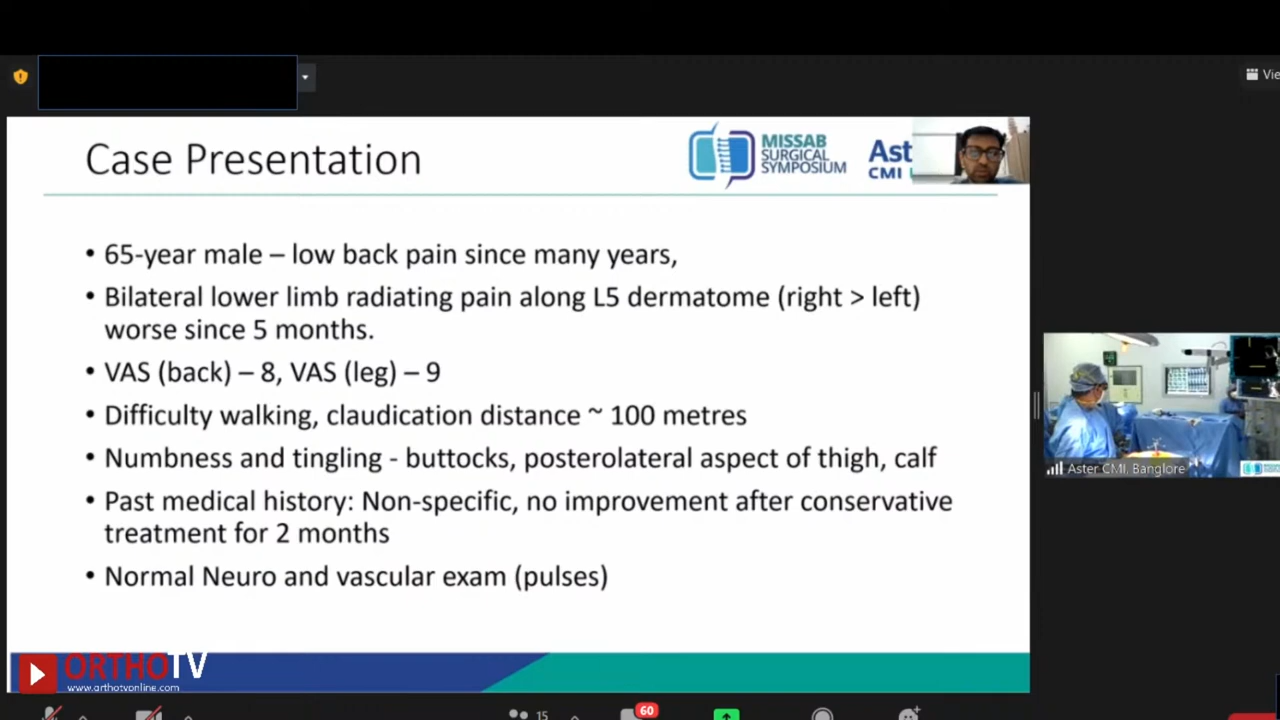 Vie
Case Presentation
MISSAB
SURGICAL
SYMPOSIUM
Ast
CMI
• 65-year male – low back pain since many years,
• Bilateral lower limb radiating pain along L5 dermatome (right > left)
worse since 5 months.
• VAS (back) – 8, VAS (leg) – 9
• Difficulty walking, claudication distance ~ 100 metres
• Numbness and tingling - buttocks, posterolateral aspect of thigh, calf
• Past medical history: Non-specific, no improvement after conservative
treatment for 2 months
• Normal Neuro and vascular exam (pulses)
Aster CMI, Banglore
ORTHOTV
www.orthotvonline.com
15
60